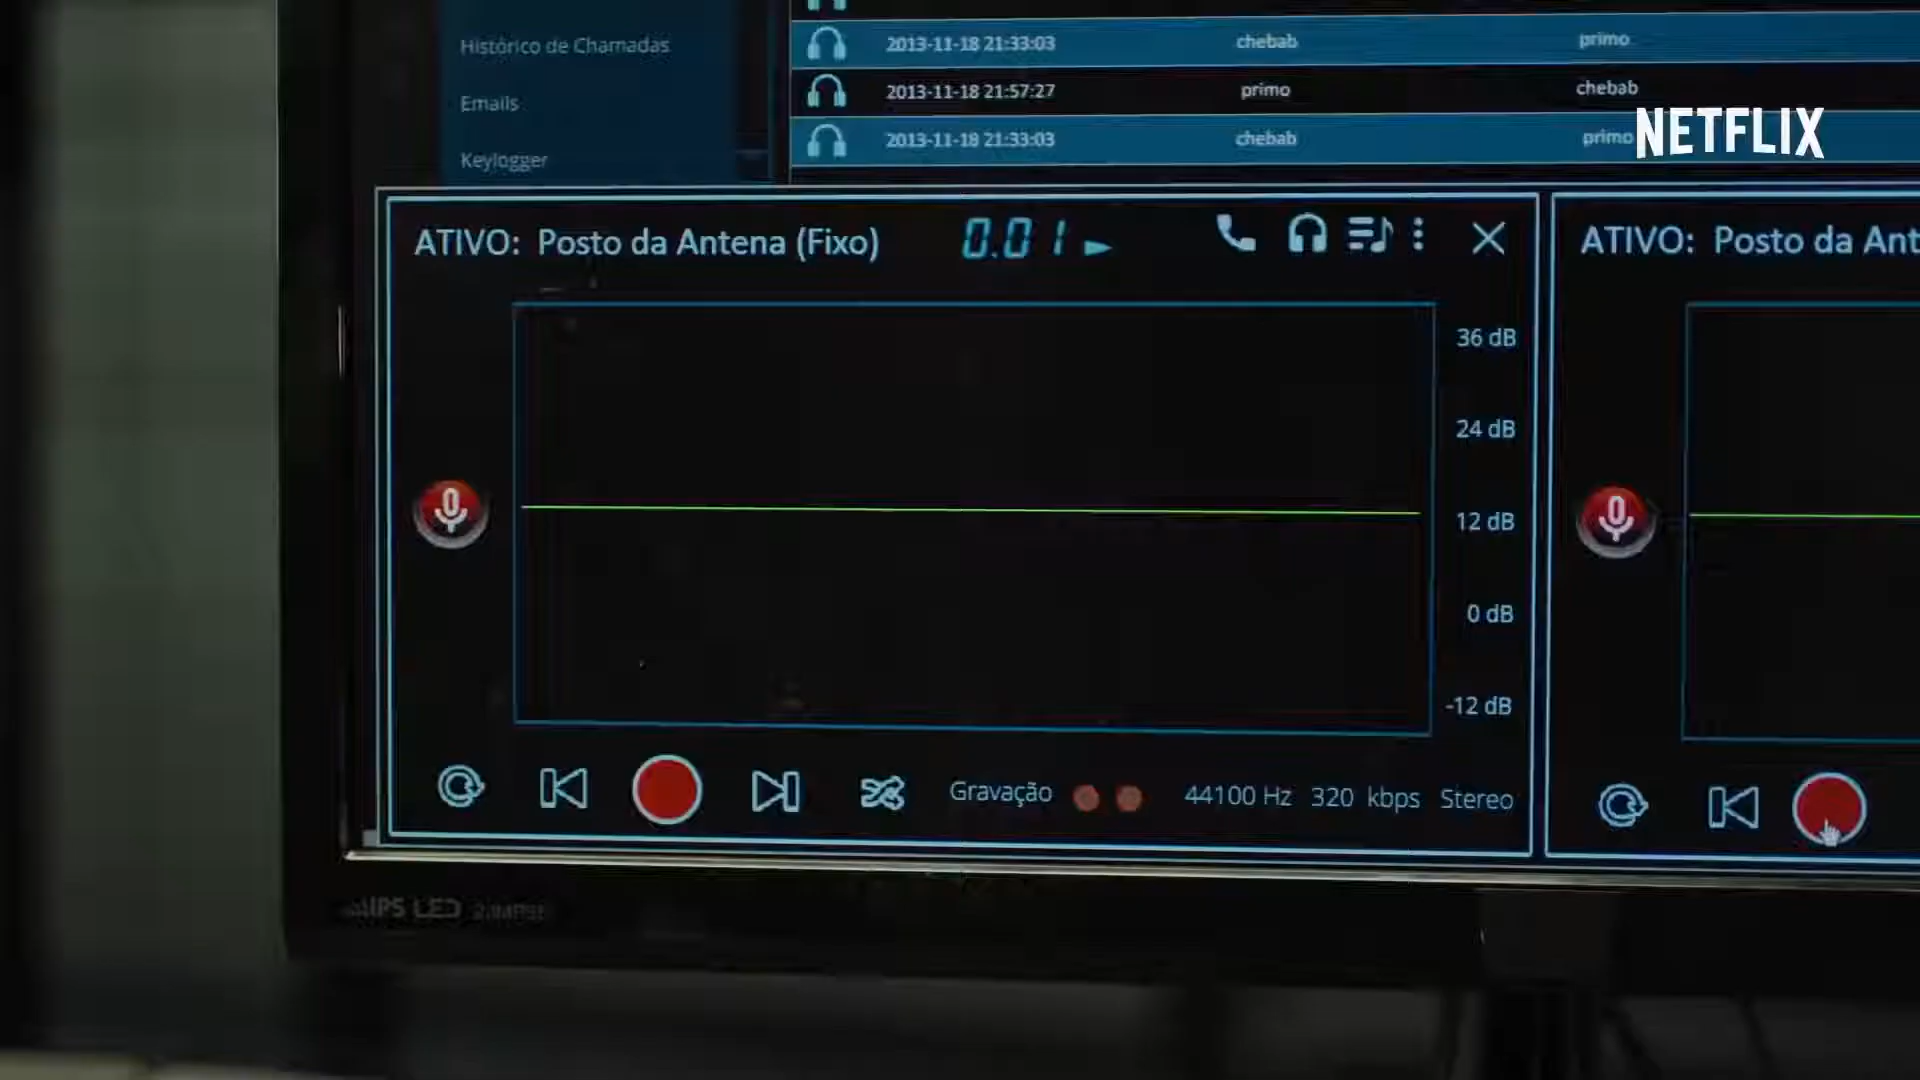 Histórico de Chamadas
2013-11-18 21:33:03 chebab primo
Emails
2013-11-18 21:57:27 primo chebab
Keylogger
2013-11-18 21:33:03 chebab primo
NETFLIX
ATIVO: Posto da Antena (Fixo) 0.01
ATIVO: Posto da Ant
36 dB
24 dB
12 dB
0 dB
-12 dB
Gravação 44100 Hz 320 kbps Stereo
IPS LED